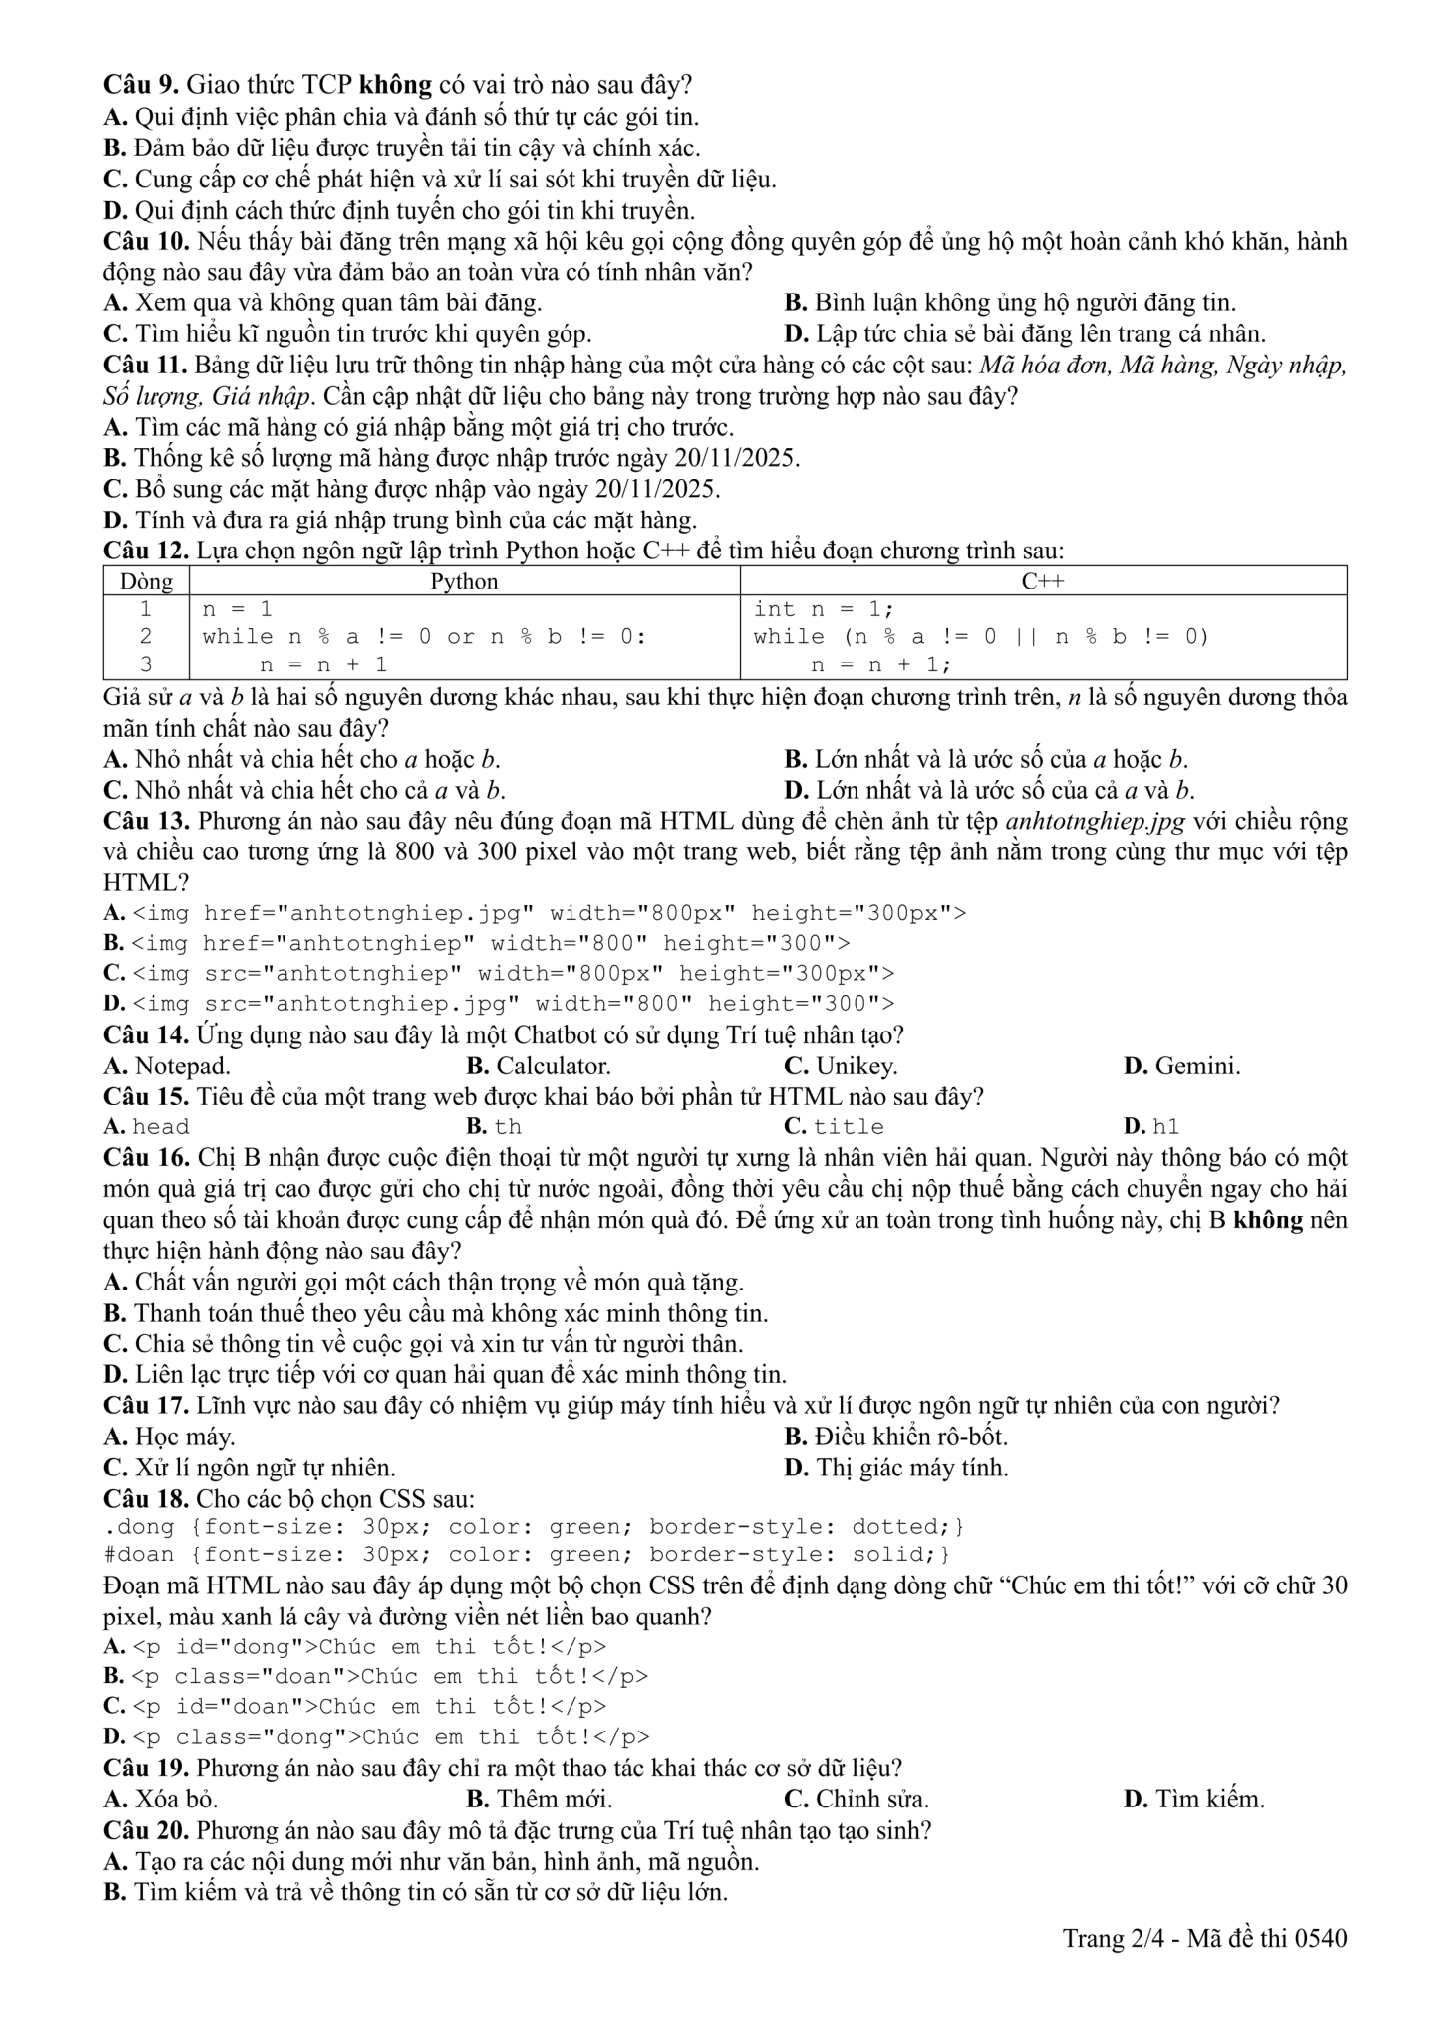 Câu 9. Giao thức TCP không có vai trò nào sau đây?
A. Qui định việc phân chia và đánh số thứ tự các gói tin.
B. Đảm bảo dữ liệu được truyền tải tin cậy và chính xác.
C. Cung cấp cơ chế phát hiện và xử lí sai sót khi truyền dữ liệu.
D. Qui định cách thức định tuyến cho gói tin khi truyền.
Câu 10. Nếu thấy bài đăng trên mạng xã hội kêu gọi cộng đồng quyên góp để ủng hộ một hoàn cảnh khó khăn, hành
động nào sau đây vừa đảm bảo an toàn vừa có tính nhân văn?
A. Xem qua và không quan tâm bài đăng. B. Bình luận không ủng hộ người đăng tin.
C. Tìm hiểu kĩ nguồn tin trước khi quyên góp. D. Lập tức chia sẻ bài đăng lên trang cá nhân.
Câu 11. Bảng dữ liệu lưu trữ thông tin nhập hàng của một cửa hàng có các cột sau: Mã hóa đơn, Mã hàng, Ngày nhập,
Số lượng, Giá nhập. Cần cập nhật dữ liệu cho bảng này trong trường hợp nào sau đây?
A. Tìm các mã hàng có giá nhập bằng một giá trị cho trước.
B. Thống kê số lượng mã hàng được nhập trước ngày 20/11/2025.
C. Bổ sung các mặt hàng được nhập vào ngày 20/11/2025.
D. Tính và đưa ra giá nhập trung bình của các mặt hàng.
Câu 12. Lựa chọn ngôn ngữ lập trình Python hoặc C++ để tìm hiểu đoạn chương trình sau:
Dòng Python C++
1 n = 1 int n = 1;
2 while n % a != 0 or n % b != 0: while (n % a != 0 || n % b != 0)
3 n = n + 1 n = n + 1;
Giả sử a và b là hai số nguyên dương khác nhau, sau khi thực hiện đoạn chương trình trên, n là số nguyên dương thỏa
mãn tính chất nào sau đây?
A. Nhỏ nhất và chia hết cho a hoặc b. B. Lớn nhất và là ước số của a hoặc b.
C. Nhỏ nhất và chia hết cho cả a và b. D. Lớn nhất và là ước số của cả a và b.
Câu 13. Phương án nào sau đây nêu đúng đoạn mã HTML dùng để chèn ảnh từ tệp anhtotnghiep.jpg với chiều rộng
và chiều cao tương ứng là 800 và 300 pixel vào một trang web, biết rằng tệp ảnh nằm trong cùng thư mục với tệp
HTML?
A. <img href="anhtotnghiep.jpg" width="800px" height="300px">
B. <img href="anhtotnghiep" width="800" height="300">
C. <img src="anhtotnghiep" width="800px" height="300px">
D. <img src="anhtotnghiep.jpg" width="800" height="300">
Câu 14. Ứng dụng nào sau đây là một Chatbot có sử dụng Trí tuệ nhân tạo?
A. Notepad. B. Calculator. C. Unikey. D. Gemini.
Câu 15. Tiêu đề của một trang web được khai báo bởi phần tử HTML nào sau đây?
A. head B. th C. title D. h1
Câu 16. Chị B nhận được cuộc điện thoại từ một người tự xưng là nhân viên hải quan. Người này thông báo có một
món quà giá trị cao được gửi cho chị từ nước ngoài, đồng thời yêu cầu chị nộp thuế bằng cách chuyển ngay cho hải
quan theo số tài khoản được cung cấp để nhận món quà đó. Để ứng xử an toàn trong tình huống này, chị B không nên
thực hiện hành động nào sau đây?
A. Chất vấn người gọi một cách thận trọng về món quà tặng.
B. Thanh toán thuế theo yêu cầu mà không xác minh thông tin.
C. Chia sẻ thông tin về cuộc gọi và xin tư vấn từ người thân.
D. Liên lạc trực tiếp với cơ quan hải quan để xác minh thông tin.
Câu 17. Lĩnh vực nào sau đây có nhiệm vụ giúp máy tính hiểu và xử lí được ngôn ngữ tự nhiên của con người?
A. Học máy. B. Điều khiển rô-bốt.
C. Xử lí ngôn ngữ tự nhiên. D. Thị giác máy tính.
Câu 18. Cho các bộ chọn CSS sau:
.dong {font-size: 30px; color: green; border-style: dotted;}
#doan {font-size: 30px; color: green; border-style: solid;}
Đoạn mã HTML nào sau đây áp dụng một bộ chọn CSS trên để định dạng dòng chữ “Chúc em thi tốt!” với cỡ chữ 30
pixel, màu xanh lá cây và đường viền nét liền bao quanh?
A. <p id="dong">Chúc em thi tốt!</p>
B. <p class="doan">Chúc em thi tốt!</p>
C. <p id="doan">Chúc em thi tốt!</p>
D. <p class="dong">Chúc em thi tốt!</p>
Câu 19. Phương án nào sau đây chỉ ra một thao tác khai thác cơ sở dữ liệu?
A. Xóa bỏ. B. Thêm mới. C. Chỉnh sửa. D. Tìm kiếm.
Câu 20. Phương án nào sau đây mô tả đặc trưng của Trí tuệ nhân tạo tạo sinh?
A. Tạo ra các nội dung mới như văn bản, hình ảnh, mã nguồn.
B. Tìm kiếm và trả về thông tin có sẵn từ cơ sở dữ liệu lớn.
Trang 2/4 - Mã đề thi 0540